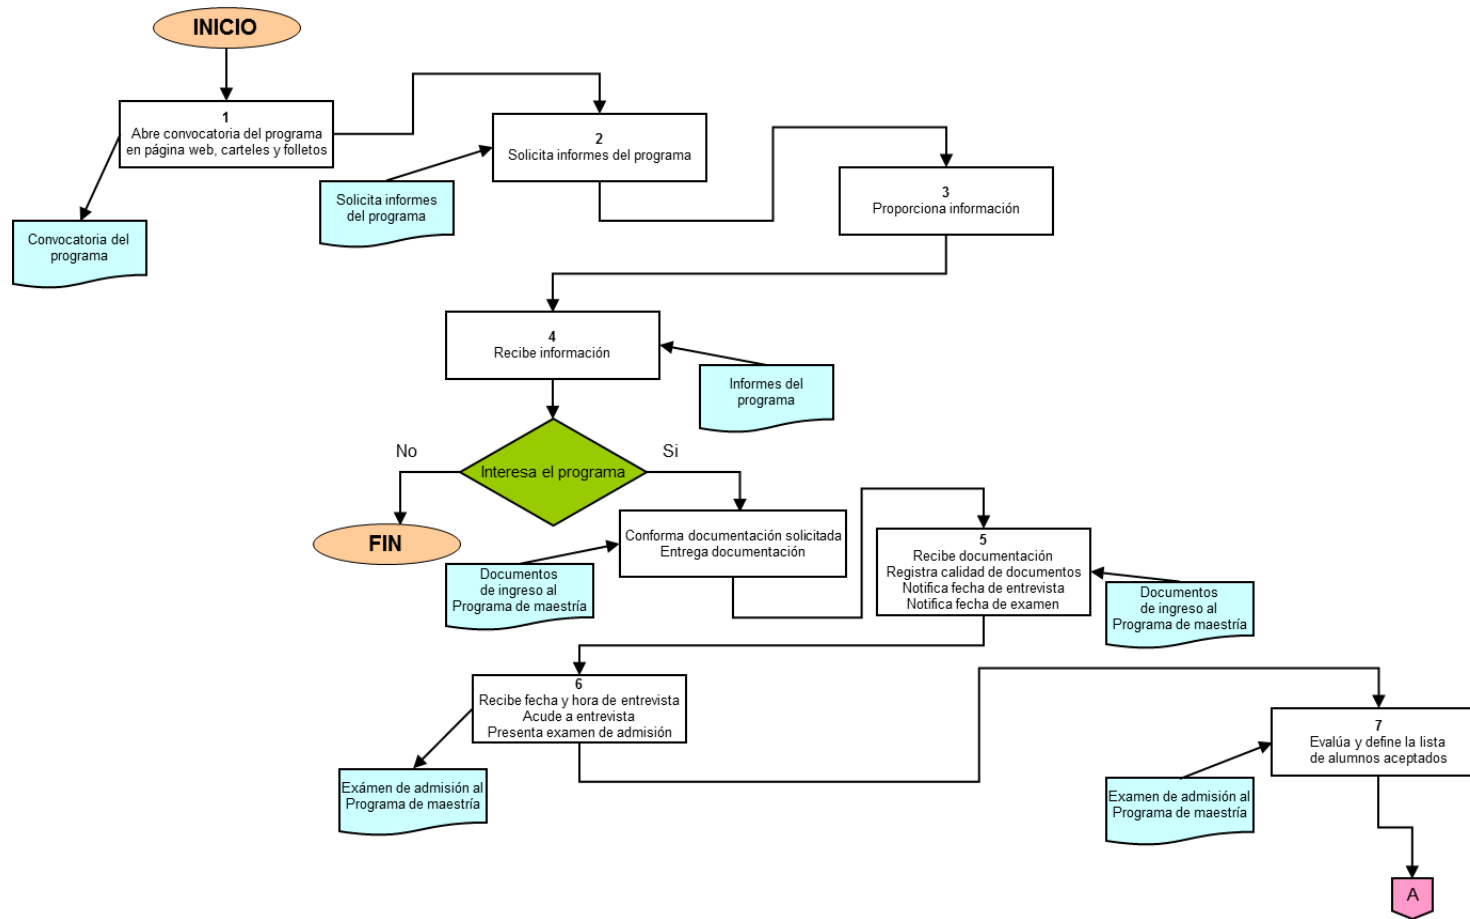 INICIO
1
Abre convocatoria del programa
en página web, carteles y folletos
2
Solicita informes del programa
3
Proporciona información
Solicita informes
del programa
Convocatoria del
programa
4
Recibe información
Informes del
programa
No
Si
Interesa el programa
FIN
Conforma documentación solicitada
Entrega documentación
5
Recibe documentación
Registra calidad de documentos
Notifica fecha de entrevista
Notifica fecha de examen
Documentos
de ingreso al
Programa de maestría
Documentos
de ingreso al
Programa de maestría
6
Recibe fecha y hora de entrevista
Acude a entrevista
Presenta examen de admisión
7
Evalúa y define la lista
de alumnos aceptados
Exámen de admisión al
Programa de maestría
Examen de admisión al
Programa de maestría
A